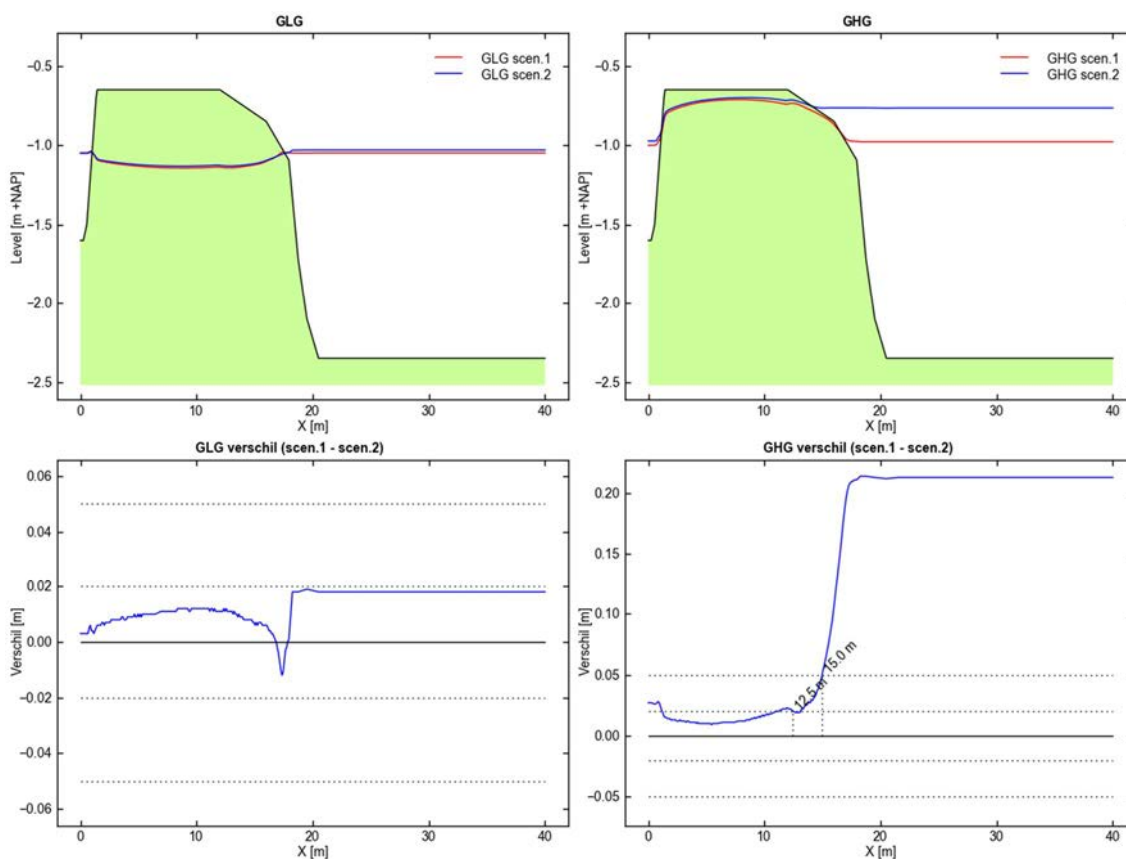 GLG
GLG scen.1
GLG scen.2
−0.5
−1.0
−1.5
−2.0
−2.5
Level [m +NAP]
0 10 20 30 40
X [m]
GHG
GHG scen.1
GHG scen.2
−0.5
−1.0
−1.5
−2.0
−2.5
Level [m +NAP]
0 10 20 30 40
X [m]
GLG verschil (scen.1 - scen.2)
0.06
0.04
0.02
0.00
−0.02
−0.04
−0.06
Verschil [m]
0 10 20 30 40
X [m]
GHG verschil (scen.1 - scen.2)
0.20
0.15
0.10
0.05
0.00
−0.05
Verschil [m]
12.5 m
15.0 m
0 10 20 30 40
X [m]